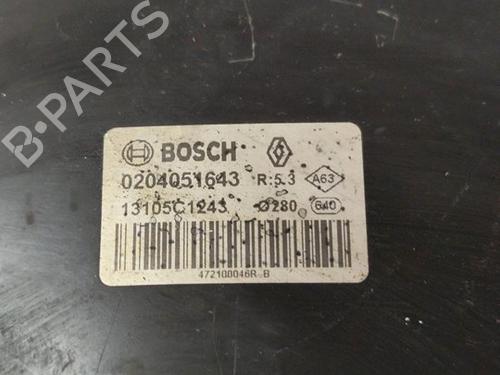 BOSCH
0204051643 R:5.3 A63
13105C1243 Ø280 640
472100046R B
B-PARTS